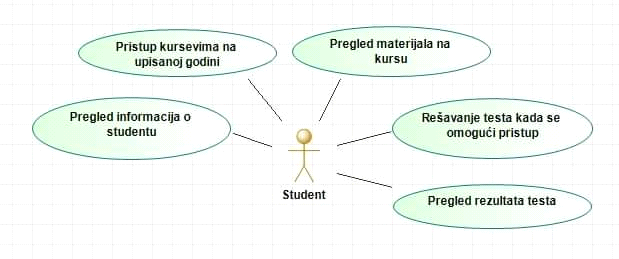 Pristup kursevima na
upisanoj godini
Pregled materijala na
kursu
Pregled informacija o
studentu
Rešavanje testa kada se
omogući pristup
Student
Pregled rezultata testa